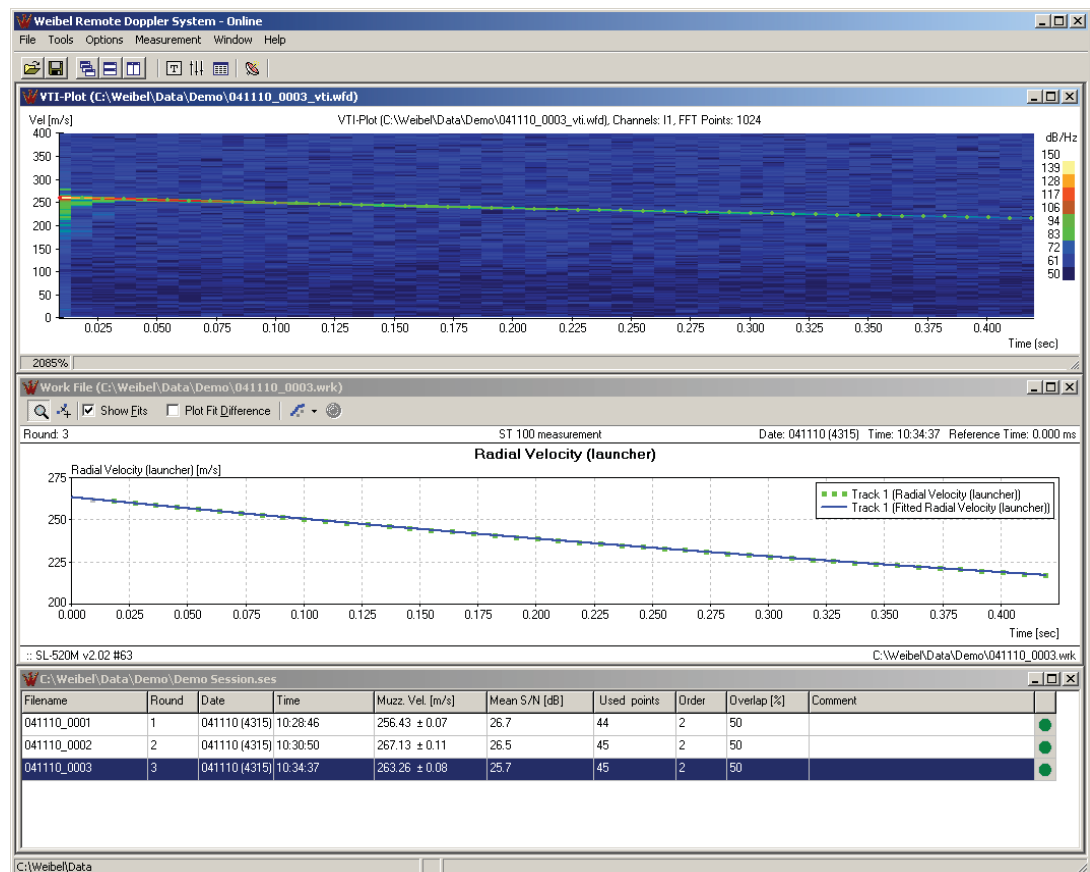 Weibel Remote Doppler System - Online
File Tools Options Measurement Window Help
VTI-Plot (C:\Weibel\Data\Demo\041110_0003_vti.wfd)
Vel [m/s] VTI-Plot (C:\Weibel\Data\Demo\041110_0003_vti.wfd), Channels: I1, FFT Points: 1024
dB/Hz
400
350
300
250
200
150
100
50
0
150
139
128
117
106
94
83
72
61
50
0.025 0.050 0.075 0.100 0.125 0.150 0.175 0.200 0.225 0.250 0.275 0.300 0.325 0.350 0.375 0.400
Time [sec]
2085%
Work File (C:\Weibel\Data\Demo\041110_0003.wrk)
Show Fits Plot Fit Difference
Round: 3 ST 100 measurement Date: 041110 (4315) Time: 10:34:37 Reference Time: 0.000 ms
Radial Velocity (launcher)
Radial Velocity (launcher) [m/s]
275
250
225
200
Track 1 (Radial Velocity (launcher))
Track 1 (Fitted Radial Velocity (launcher))
0.000 0.025 0.050 0.075 0.100 0.125 0.150 0.175 0.200 0.225 0.250 0.275 0.300 0.325 0.350 0.375 0.400
Time [sec]
:: SL-520M v2.02 #63 C:\Weibel\Data\Demo\041110_0003.wrk
C:\Weibel\Data\Demo\Demo Session.ses
Filename Round Date Time Muzz. Vel. [m/s] Mean S/N [dB] Used points Order Overlap [%] Comment
041110_0001 1 041110 (4315) 10:28:46 256.43 ± 0.07 26.7 44 2 50
041110_0002 2 041110 (4315) 10:30:50 267.13 ± 0.11 26.5 45 2 50
041110_0003 3 041110 (4315) 10:34:37 263.26 ± 0.08 25.7 45 2 50
C:\Weibel\Data